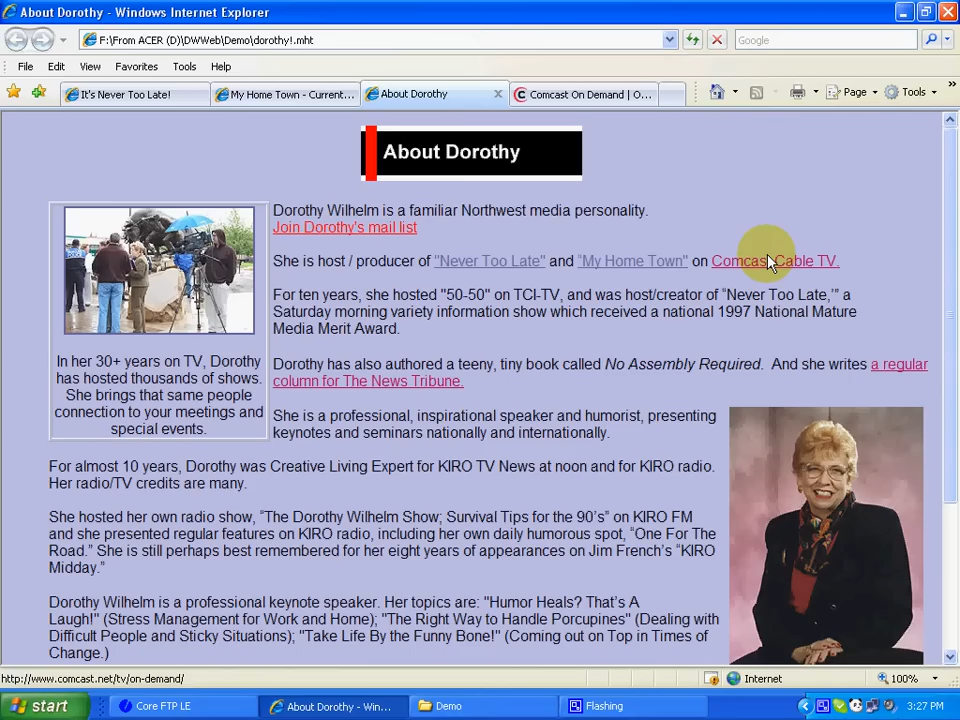 About Dorothy - Windows Internet Explorer
F:\From ACER (D)\DWWeb\Demo\dorothy!.mht
Google
File Edit View Favorites Tools Help
It's Never Too Late!
My Home Town - Current...
About Dorothy
Comcast On Demand | O...
Page
Tools
About Dorothy
Dorothy Wilhelm is a familiar Northwest media personality.
Join Dorothy's mail list
She is host / producer of "Never Too Late" and "My Home Town" on Comcast Cable TV.
For ten years, she hosted "50-50" on TCI-TV, and was host/creator of “Never Too Late,’” a
Saturday morning variety information show which received a national 1997 National Mature
Media Merit Award.
In her 30+ years on TV, Dorothy
has hosted thousands of shows.
She brings that same people
connection to your meetings and
special events.
Dorothy has also authored a teeny, tiny book called No Assembly Required. And she writes a regular
column for The News Tribune.
She is a professional, inspirational speaker and humorist, presenting
keynotes and seminars nationally and internationally.
For almost 10 years, Dorothy was Creative Living Expert for KIRO TV News at noon and for KIRO radio.
Her radio/TV credits are many.
She hosted her own radio show, “The Dorothy Wilhelm Show; Survival Tips for the 90’s” on KIRO FM
and she presented regular features on KIRO radio, including her own daily humorous spot, “One For The
Road.” She is still perhaps best remembered for her eight years of appearances on Jim French’s “KIRO
Midday.”
Dorothy Wilhelm is a professional keynote speaker. Her topics are: "Humor Heals? That’s A
Laugh!" (Stress Management for Work and Home); "The Right Way to Handle Porcupines" (Dealing with
Difficult People and Sticky Situations); "Take Life By the Funny Bone!" (Coming out on Top in Times of
Change.)
http://www.comcast.net/tv/on-demand/
Internet
100%
start
Core FTP LE
About Dorothy - Win...
Demo
Flashing
3:27 PM